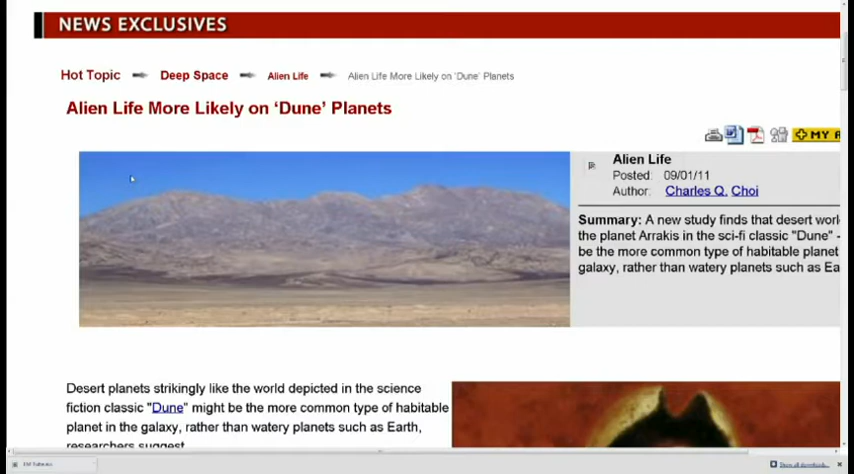 NEWS EXCLUSIVES
Hot Topic Deep Space Alien Life Alien Life More Likely on 'Dune' Planets
Alien Life More Likely on ‘Dune’ Planets
MY
Alien Life
Posted: 09/01/11
Author: Charles Q. Choi
Summary: A new study finds that desert worl
the planet Arrakis in the sci-fi classic "Dune" -
be the more common type of habitable planet
galaxy, rather than watery planets such as Ea
Desert planets strikingly like the world depicted in the science
fiction classic "Dune" might be the more common type of habitable
planet in the galaxy, rather than watery planets such as Earth,
researchers suggest.